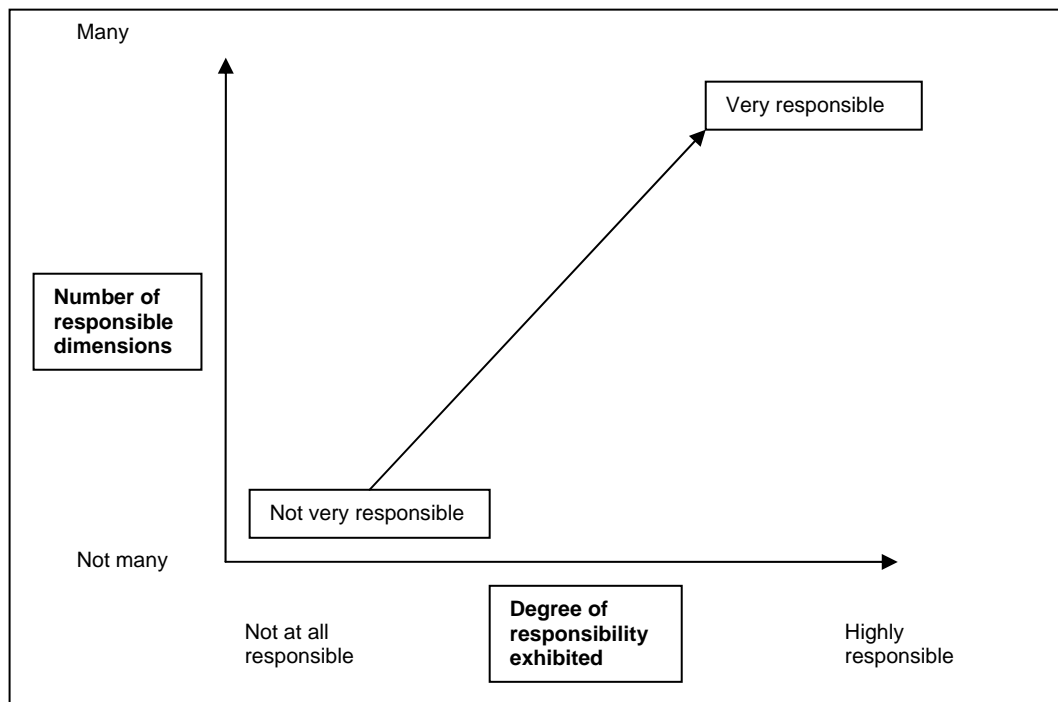 Many
Very responsible
Number of
responsible
dimensions
Not very responsible
Not many
Degree of
responsibility
exhibited
Not at all
responsible
Highly
responsible